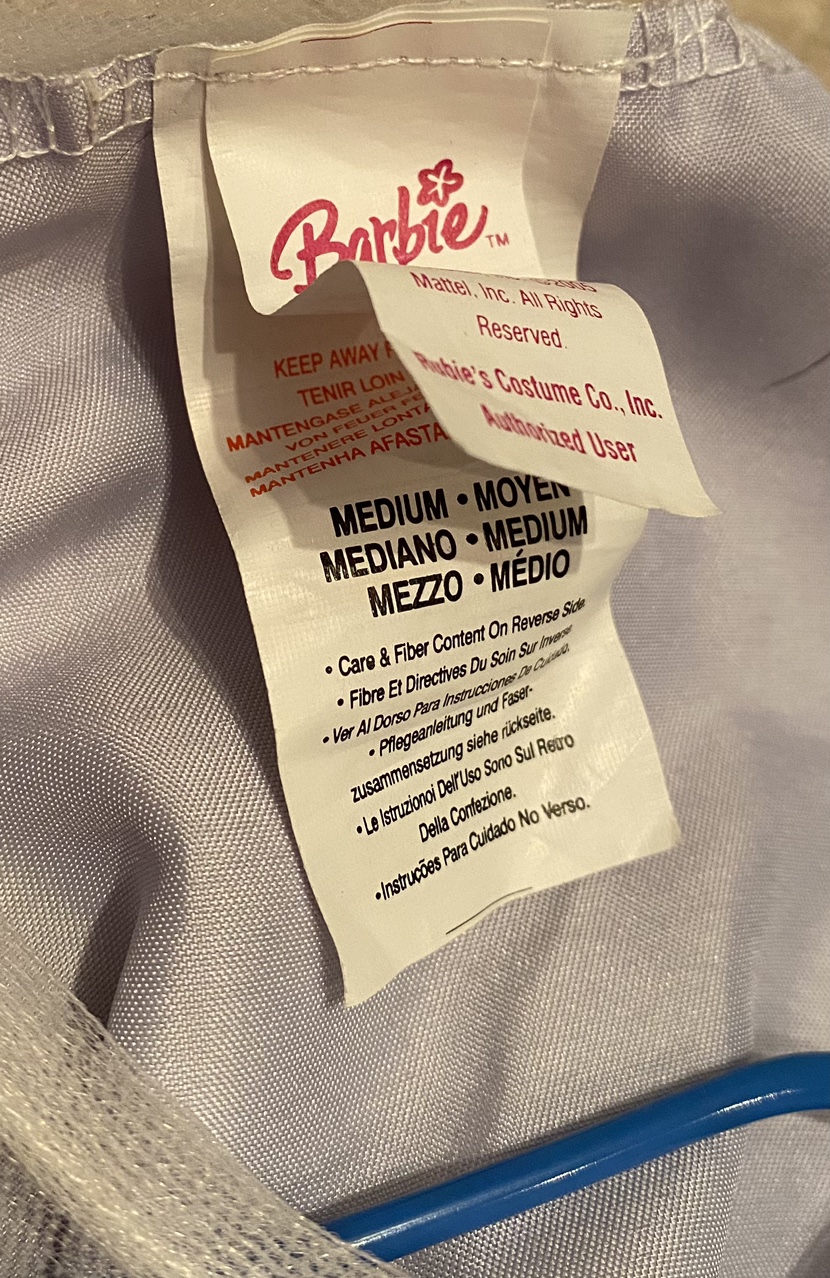 Barbie™
©2005
Mattel, Inc. All Rights
Reserved.
Rubie's Costume Co., Inc.
Authorized User
KEEP AWAY
TENIR LOIN
MANTENGASE
VON FEUER
MANTENERE
MANTENHA
MEDIUM • MOYEN
MEDIANO • MEDIUM
MEZZO • MÉDIO
• Care & Fiber Content On Reverse Side.
• Fibre Et Directives Du Soin Sur Inverse
• Ver Al Dorso Para Instrucciones De Cuidado.
• Pflegeanleitung und Faser-
zusammensetzung siehe rückseite.
• Le Istruzionoi Dell'Uso Sono Sul Retro
Della Confezione.
• Instruções Para Cuidado No Verso.